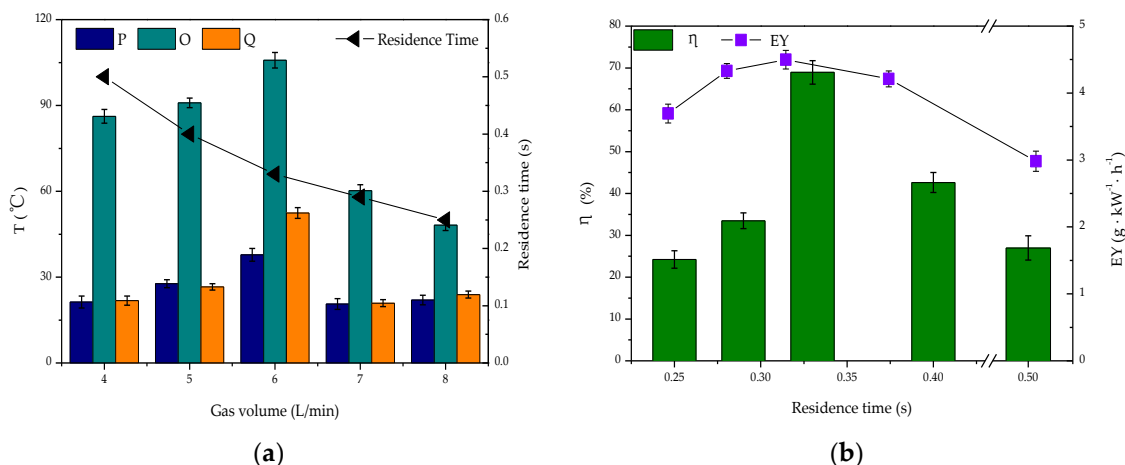 P O Q Residence Time
T (°C)
120
90
60
30
0
0.6
0.5
0.4
0.3
0.2
0.1
0.0
Residence time (s)
4 5 6 7 8
Gas volume (L/min)
(a)
η EY
η (%)
80
70
60
50
40
30
20
10
0
5
4
3
2
1
0
EY (g · kW⁻¹ · h⁻¹)
0.25 0.30 0.35 0.40 0.50
Residence time (s)
(b)